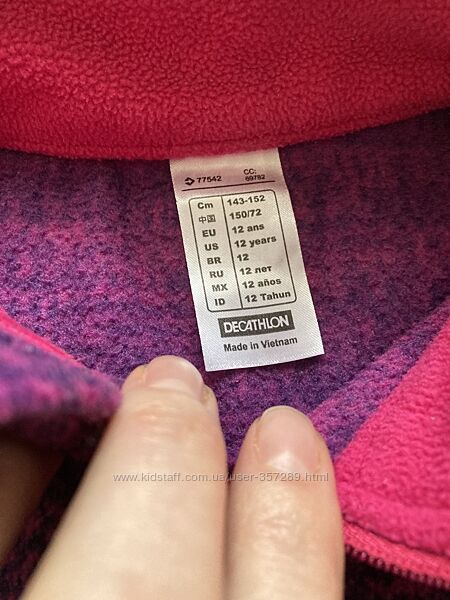 77542 CC: 69782
Cm 143-152
中国 150/72
EU 12 ans
US 12 years
BR 12
RU 12 лет
MX 12 años
ID 12 Tahun
DECATHLON
Made in Vietnam
www.kidstaff.com.ua/user-357289.html